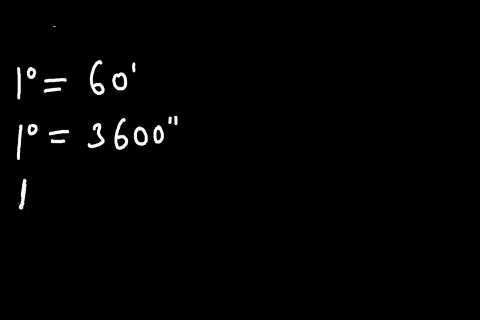 1° = 60'
1° = 3600"
1